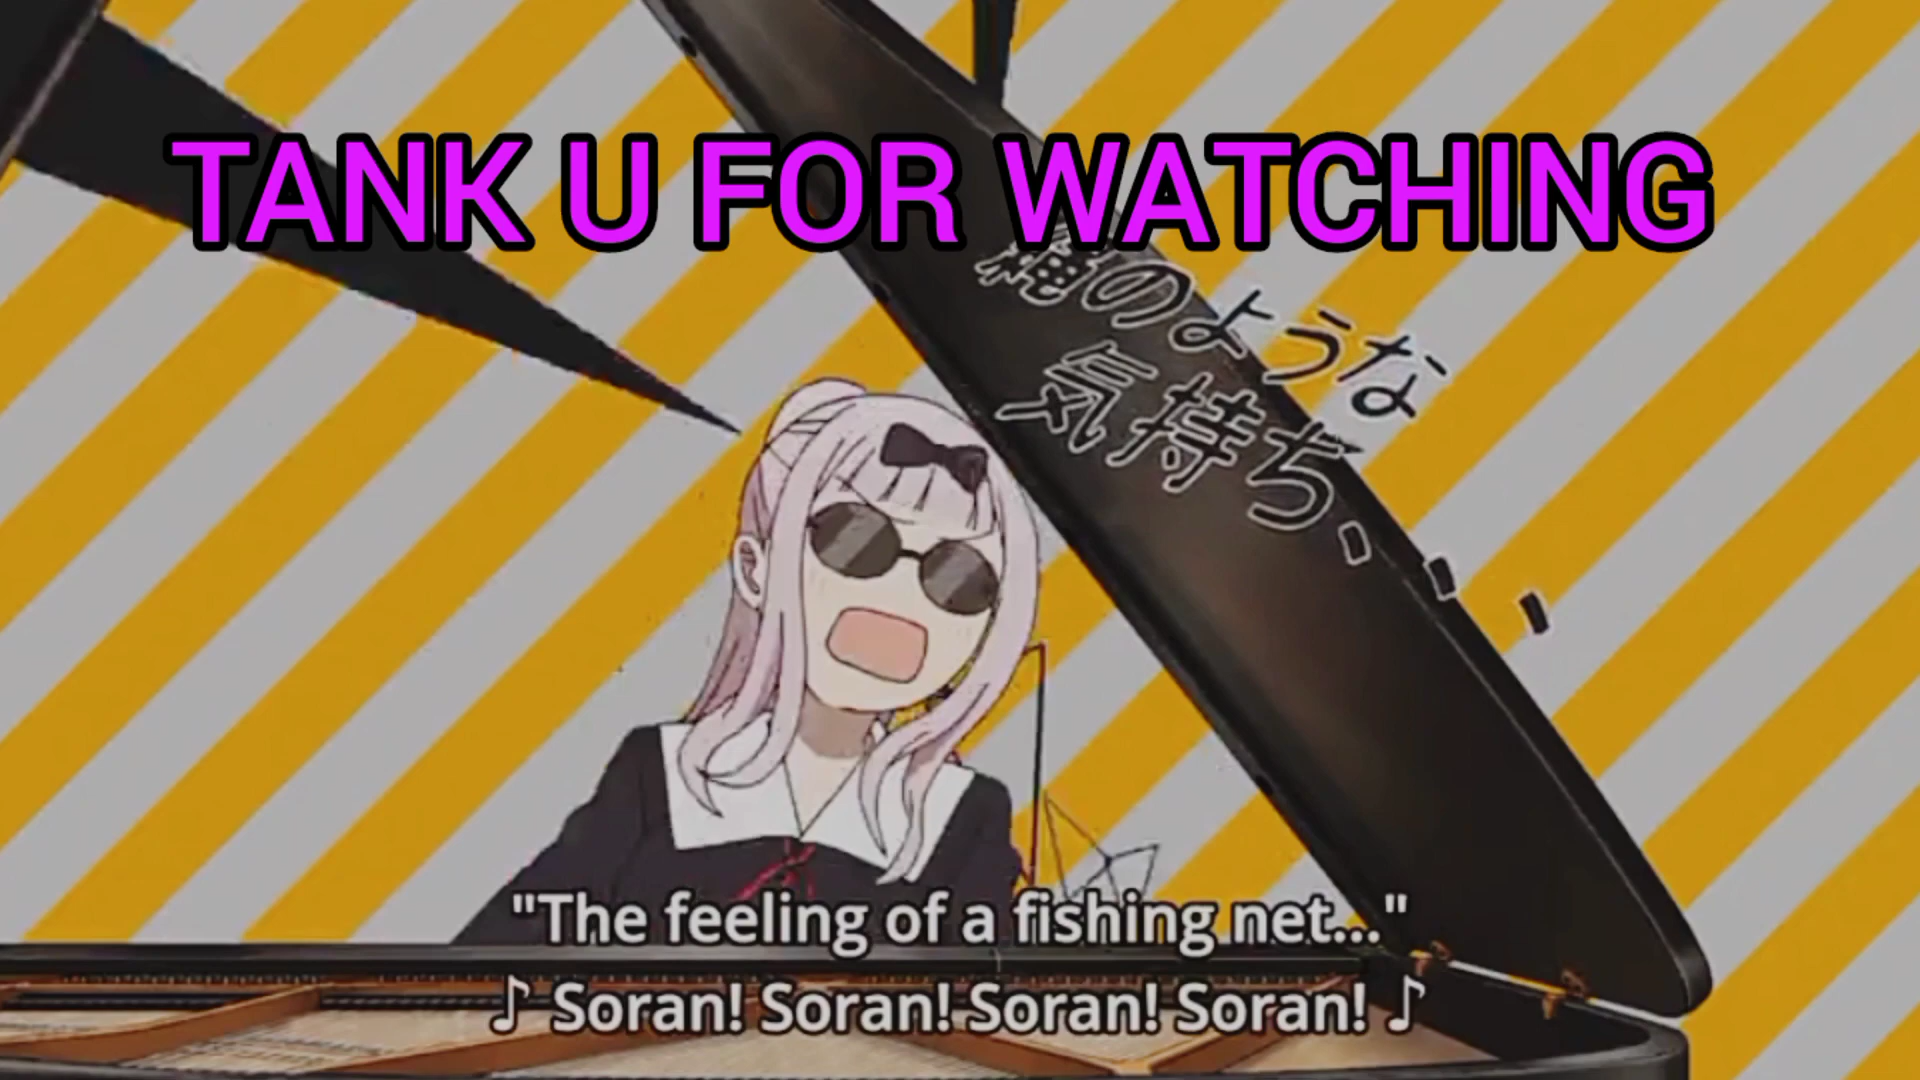 TANK U FOR WATCHING
のような
気持ち、、、
"The feeling of a fishing net..."
♪ Soran! Soran! Soran! Soran! ♪